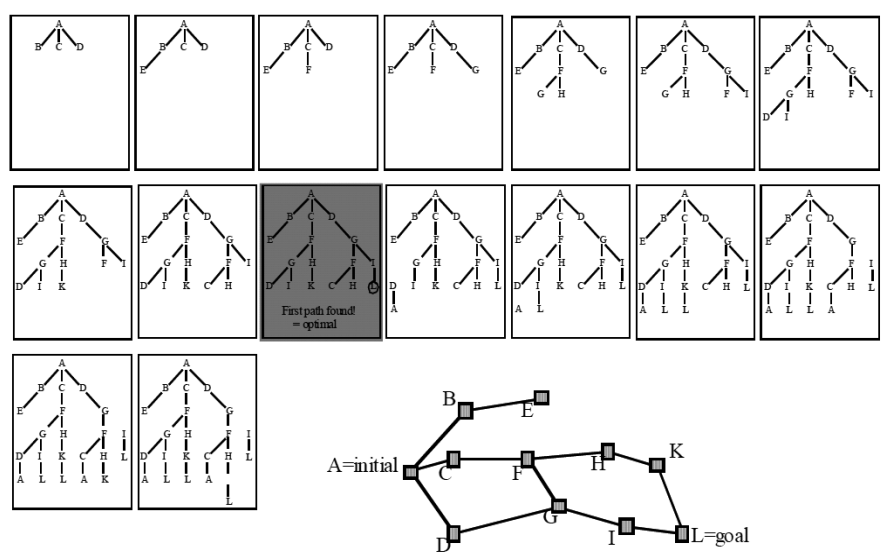 A
B C D
A
B C D
E
A
B C D
E F
A
B C D
E F G
A
B C D
E F G
G H
A
B C D
E F G
G H F I
A
B C D
E F G
G H F I
D I
A
B C D
E F G
G H F I
D I K
A
B C D
E F G
G H F I
D I K C H
A
B C D
E F G
G H F I
D I K C H L
First path found!
= optimal
A
B C D
E F G
G H F I
D I K C H L
A
A
B C D
E F G
G H F I
D I K C H L
A L
A
B C D
E F G
G H F I
D I K C H L
A L L
A
B C D
E F G
G H F I
D I K C H L
A L L A
A
B C D
E F G
G H F I
D I K C H L
A L L A K
A
B C D
E F G
G H F I
D I K C H L
A L L A
L
B E
A=initial C F H K
D G I L=goal